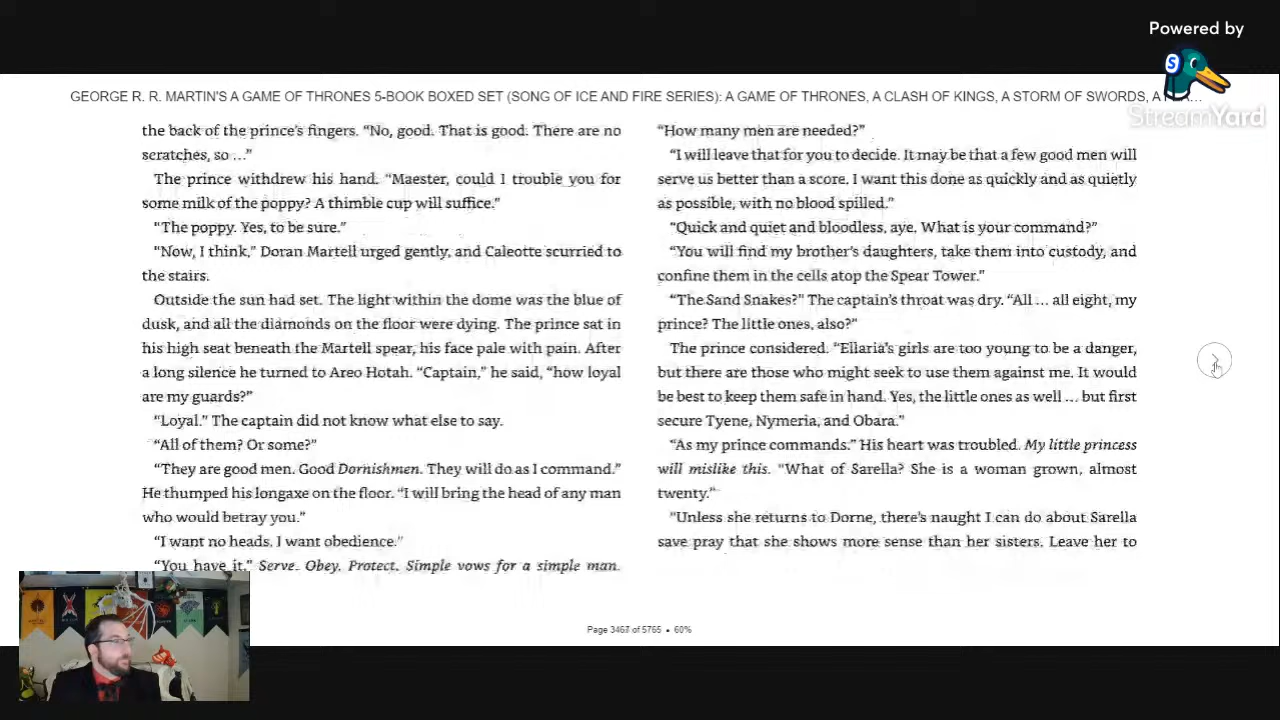 Powered by
StreamYard
GEORGE R. R. MARTIN'S A GAME OF THRONES 5-BOOK BOXED SET (SONG OF ICE AND FIRE SERIES): A GAME OF THRONES, A CLASH OF KINGS, A STORM OF SWORDS, A
the back of the prince's fingers. “No, good. That is good. There are no
scratches, so …”
The prince withdrew his hand. “Maester, could I trouble you for
some milk of the poppy? A thimble cup will suffice.”
“The poppy. Yes, to be sure.”
“Now, I think,” Doran Martell urged gently, and Caleotte scurried to
the stairs.
Outside the sun had set. The light within the dome was the blue of
dusk, and all the diamonds on the floor were dying. The prince sat in
his high seat beneath the Martell spear, his face pale with pain. After
a long silence he turned to Areo Hotah. “Captain,” he said, “how loyal
are my guards?”
“Loyal.” The captain did not know what else to say.
“All of them? Or some?”
“They are good men. Good Dornishmen. They will do as I command.”
He thumped his longaxe on the floor. “I will bring the head of any man
who would betray you.”
“I want no heads. I want obedience.”
“You have it.” Serve. Obey. Protect. Simple vows for a simple man.
“How many men are needed?”
“I will leave that for you to decide. It may be that a few good men will
serve us better than a score. I want this done as quickly and as quietly
as possible, with no blood spilled.”
“Quick and quiet and bloodless, aye. What is your command?”
“You will find my brother's daughters, take them into custody, and
confine them in the cells atop the Spear Tower.”
“The Sand Snakes?” The captain's throat was dry. “All … all eight, my
prince? The little ones, also?”
The prince considered. “Ellaria's girls are too young to be a danger,
but there are those who might seek to use them against me. It would
be best to keep them safe in hand. Yes, the little ones as well … but first
secure Tyene, Nymeria, and Obara.”
“As my prince commands.” His heart was troubled. My little princess
will mislike this. “What of Sarella? She is a woman grown, almost
twenty.”
“Unless she returns to Dorne, there's naught I can do about Sarella
save pray that she shows more sense than her sisters. Leave her to
Page 3467 of 5765 • 60%